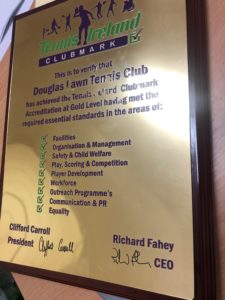 Tennis Ireland
CLUBMARK
This is to verify that
Douglas Lawn Tennis Club
has achieved the Tennis Ireland Clubmark
Accreditation at Gold Level having met the
required essential standards in the areas of:
Facilities
Organisation & Management
Safety & Child Welfare
Play, Scoring & Competition
Player Development
Workforce
Outreach Programme's
Communication & PR
Equality
Clifford Carroll
President Clifford Carroll
Richard Fahey
CEO